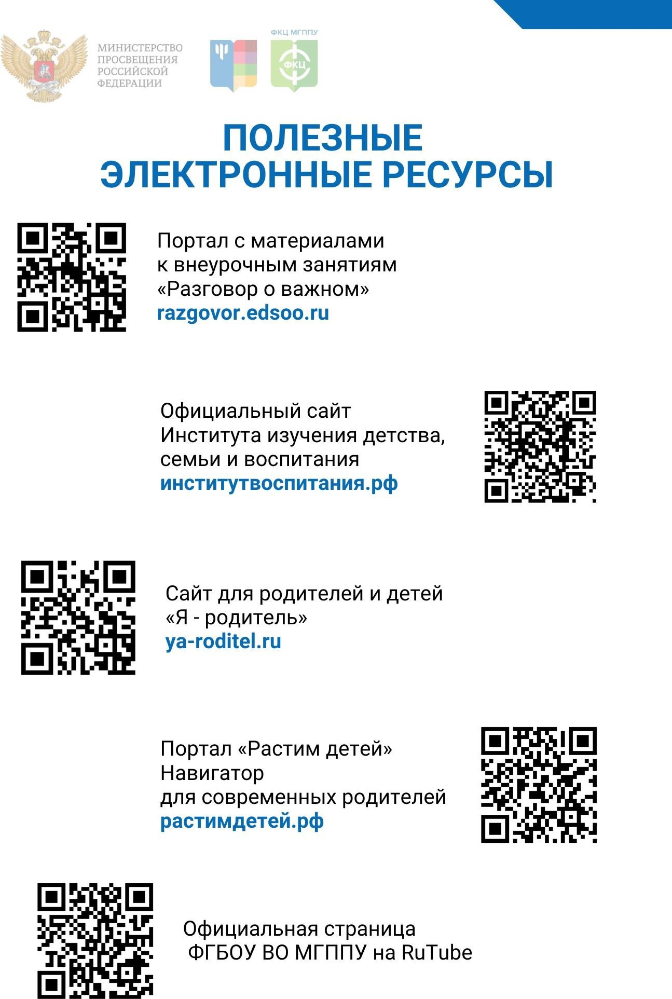 МИНИСТЕРСТВО
ПРОСВЕЩЕНИЯ
РОССИЙСКОЙ
ФЕДЕРАЦИИ
ФКЦ МГППУ
ФКЦ
ПОЛЕЗНЫЕ
ЭЛЕКТРОННЫЕ РЕСУРСЫ
Портал с материалами
к внеурочным занятиям
«Разговор о важном»
razgovor.edsoo.ru
Официальный сайт
Института изучения детства,
семьи и воспитания
институтвоспитания.рф
Сайт для родителей и детей
«Я - родитель»
ya-roditel.ru
Портал «Растим детей»
Навигатор
для современных родителей
растимдетей.рф
Официальная страница
ФГБОУ ВО МГППУ на RuTube